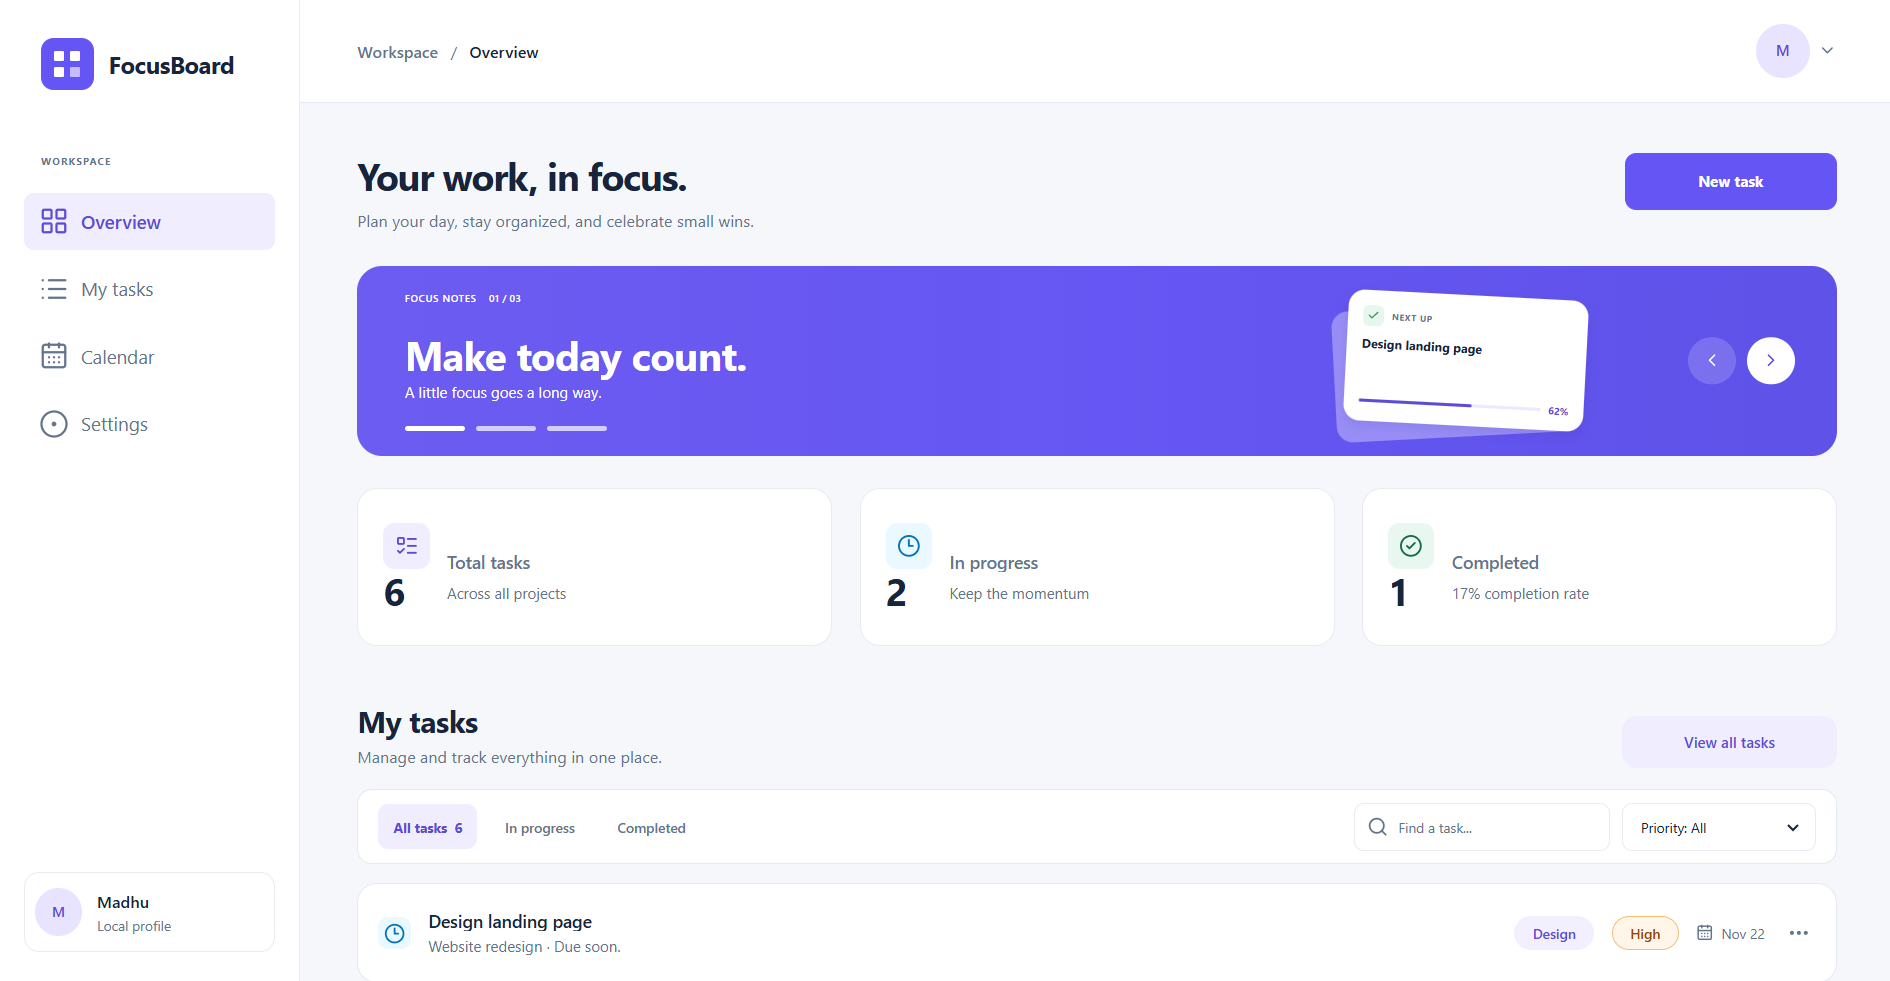 FocusBoard
WORKSPACE
Overview
My tasks
Calendar
Settings
M
Madhu
Local profile
Workspace / Overview
M
Your work, in focus.
Plan your day, stay organized, and celebrate small wins.
New task
FOCUS NOTES 01 / 03
Make today count.
A little focus goes a long way.
NEXT UP
Design landing page
62%
Total tasks
6
Across all projects
In progress
2
Keep the momentum
Completed
1
17% completion rate
My tasks
Manage and track everything in one place.
View all tasks
All tasks 6
In progress
Completed
Find a task...
Priority: All
Design landing page
Website redesign · Due soon.
Design
High
Nov 22